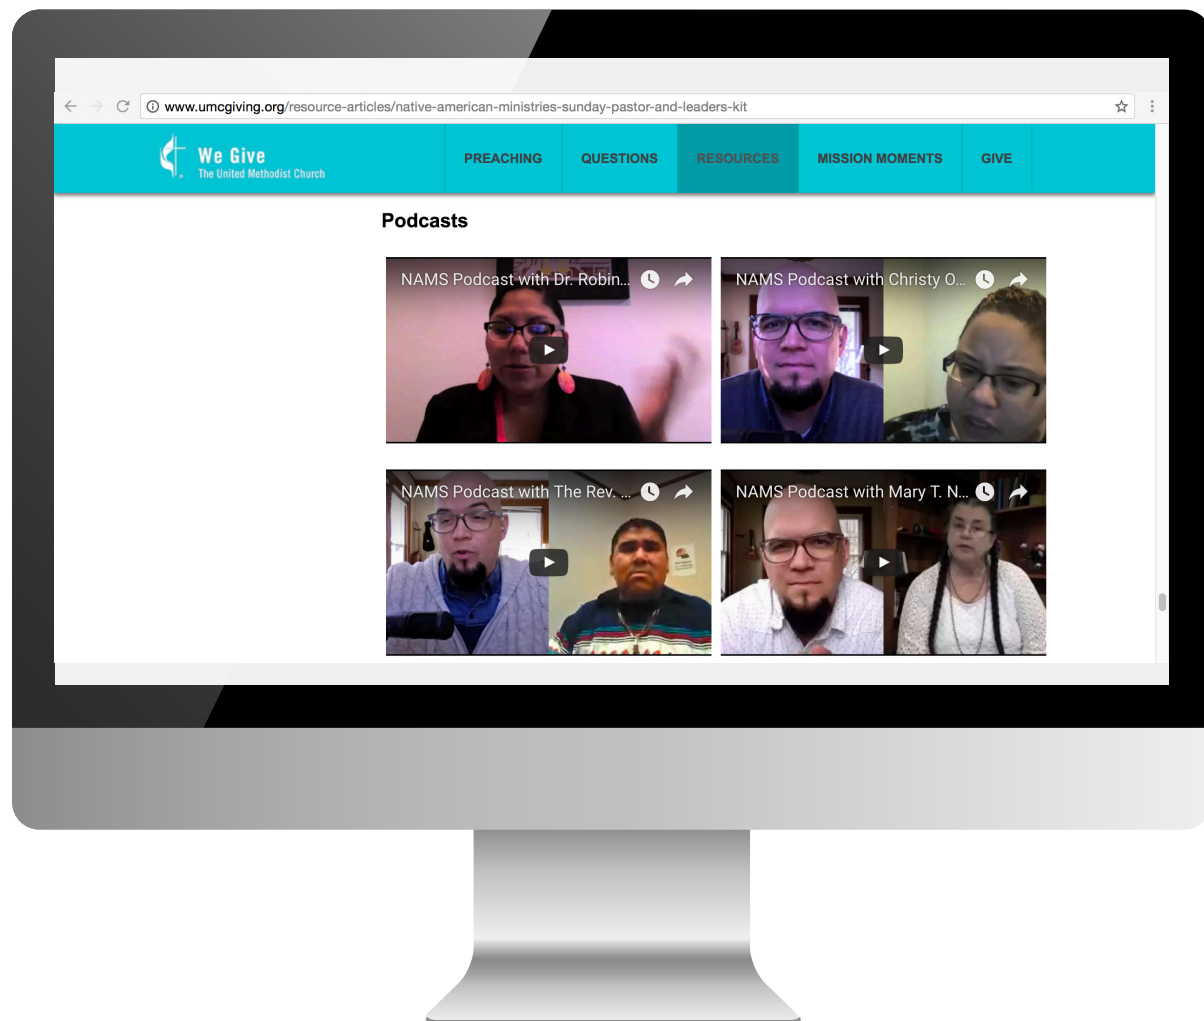 www.umcgiving.org/resource-articles/native-american-ministries-sunday-pastor-and-leaders-kit
We Give
The United Methodist Church
PREACHING
QUESTIONS
RESOURCES
MISSION MOMENTS
GIVE
Podcasts
NAMS Podcast with Dr. Robin…
NAMS Podcast with Christy O…
NAMS Podcast with The Rev. …
NAMS Podcast with Mary T. N…